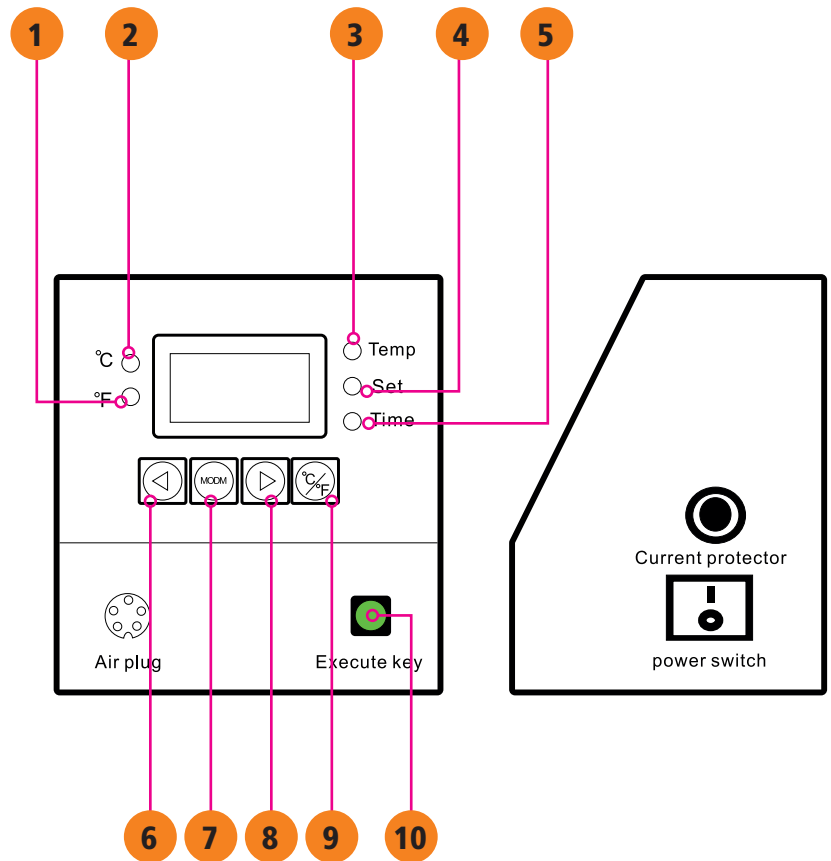 1 2 3 4 5
℃ Temp
℉ Set
Time
MODM ℃/℉
Current protector
Air plug Execute key power switch
6 7 8 9 10